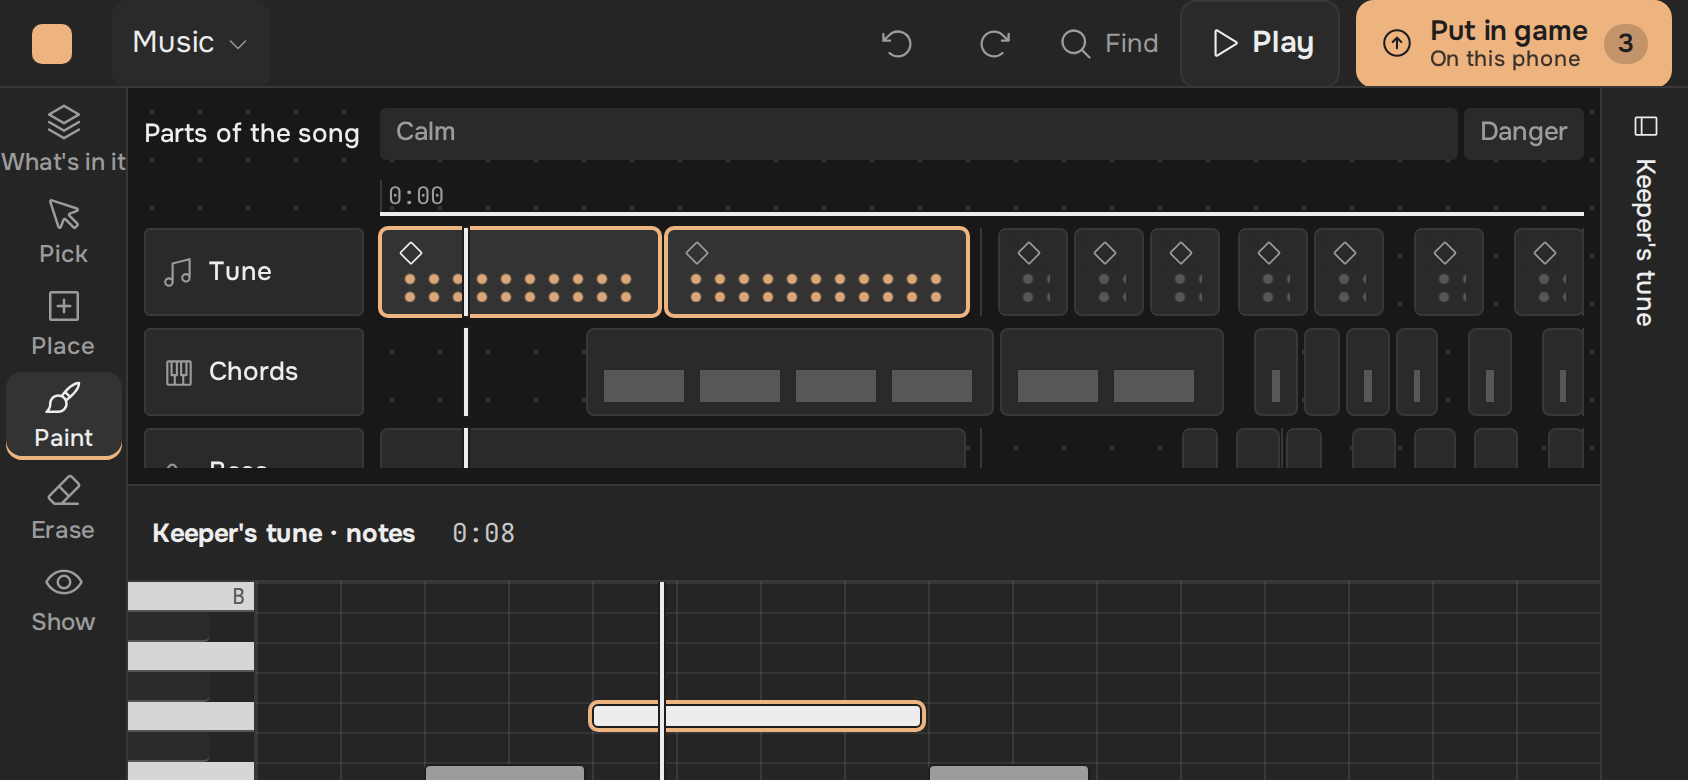 Music
Find
Play
Put in game
On this phone
3
What's in it
Pick
Place
Paint
Erase
Show
Parts of the song
Calm
Danger
0:00
Tune
Chords
Keeper's tune
Keeper's tune · notes
0:08
B